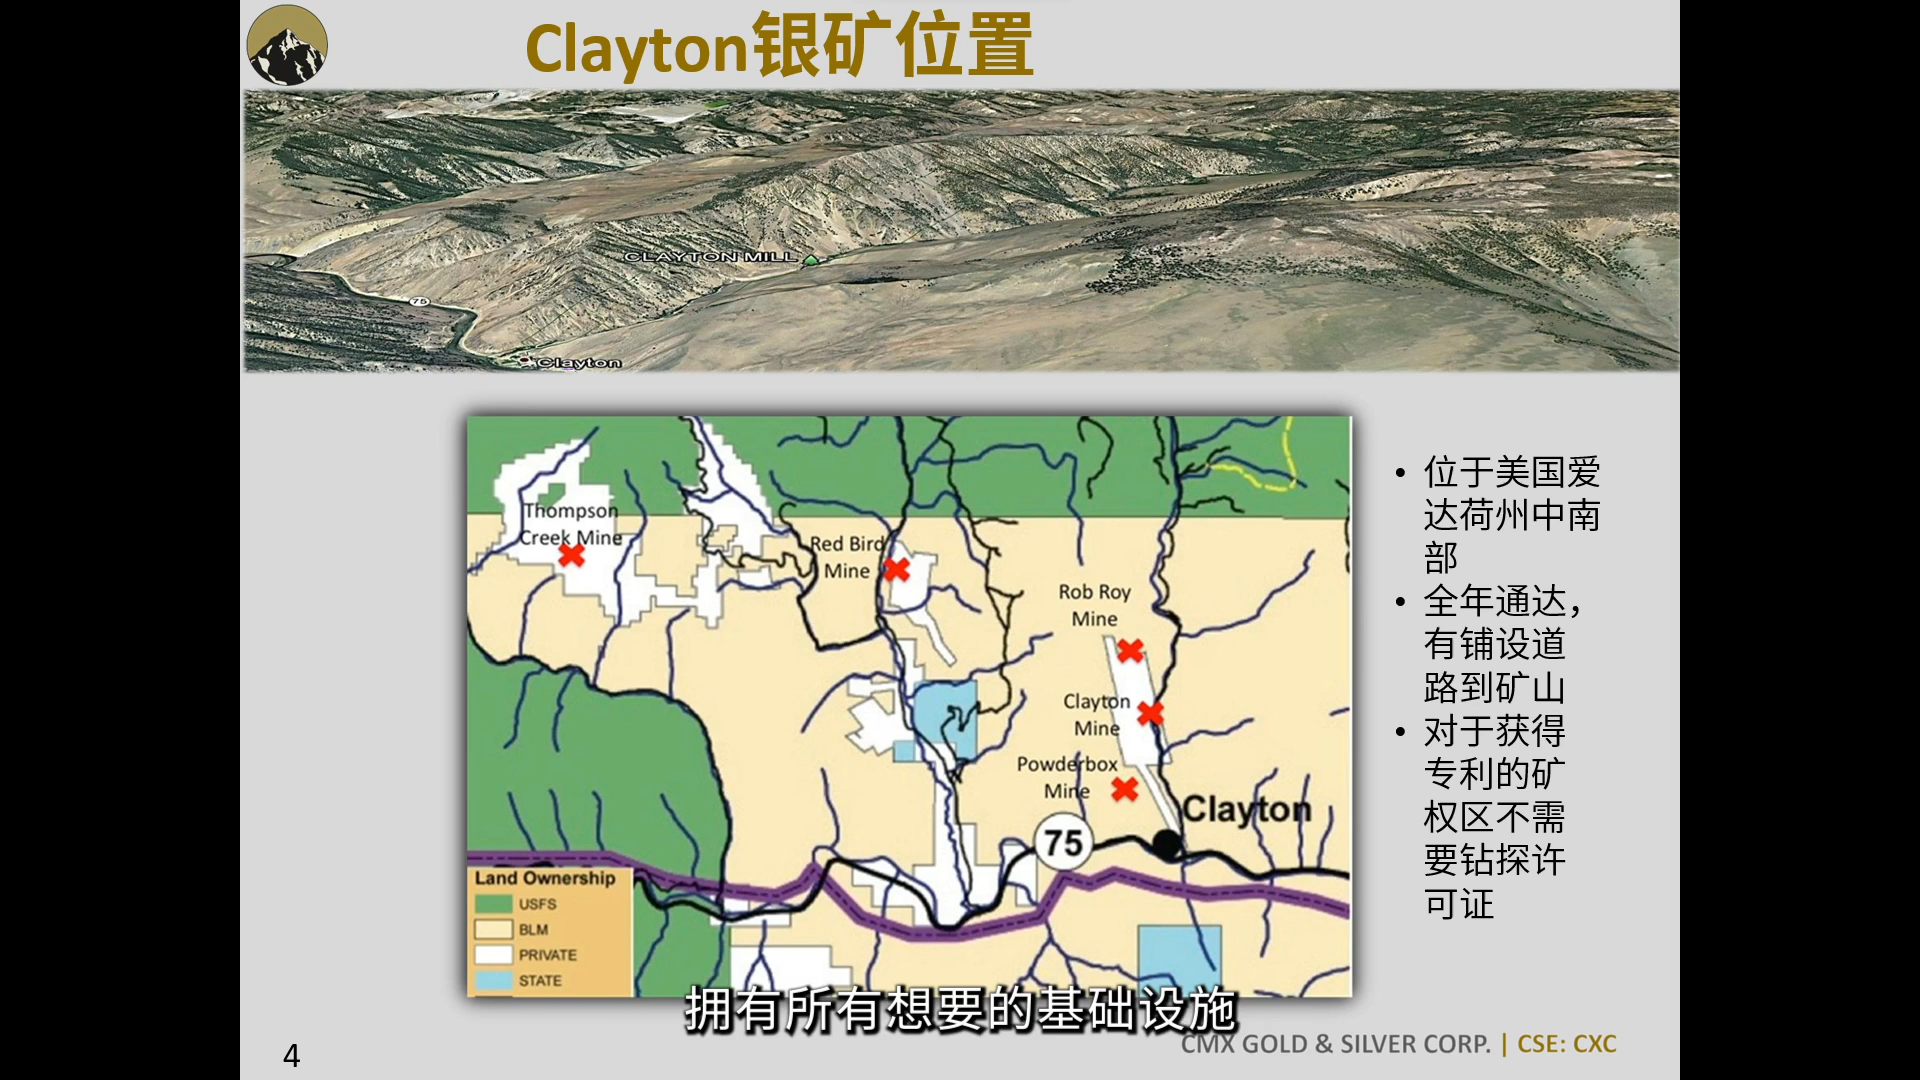 Clayton银矿位置
CLAYTON MILL
75
Clayton
Thompson
Creek Mine
Red Bird
Mine
Rob Roy
Mine
Clayton
Mine
Powderbox
Mine
Clayton
75
Land Ownership
USFS
BLM
PRIVATE
STATE
• 位于美国爱
达荷州中南
部
• 全年通达，
有铺设道
路到矿山
• 对于获得
专利的矿
权区不需
要钻探许
可证
拥有所有想要的基础设施
4
CMX GOLD & SILVER CORP. | CSE: CXC